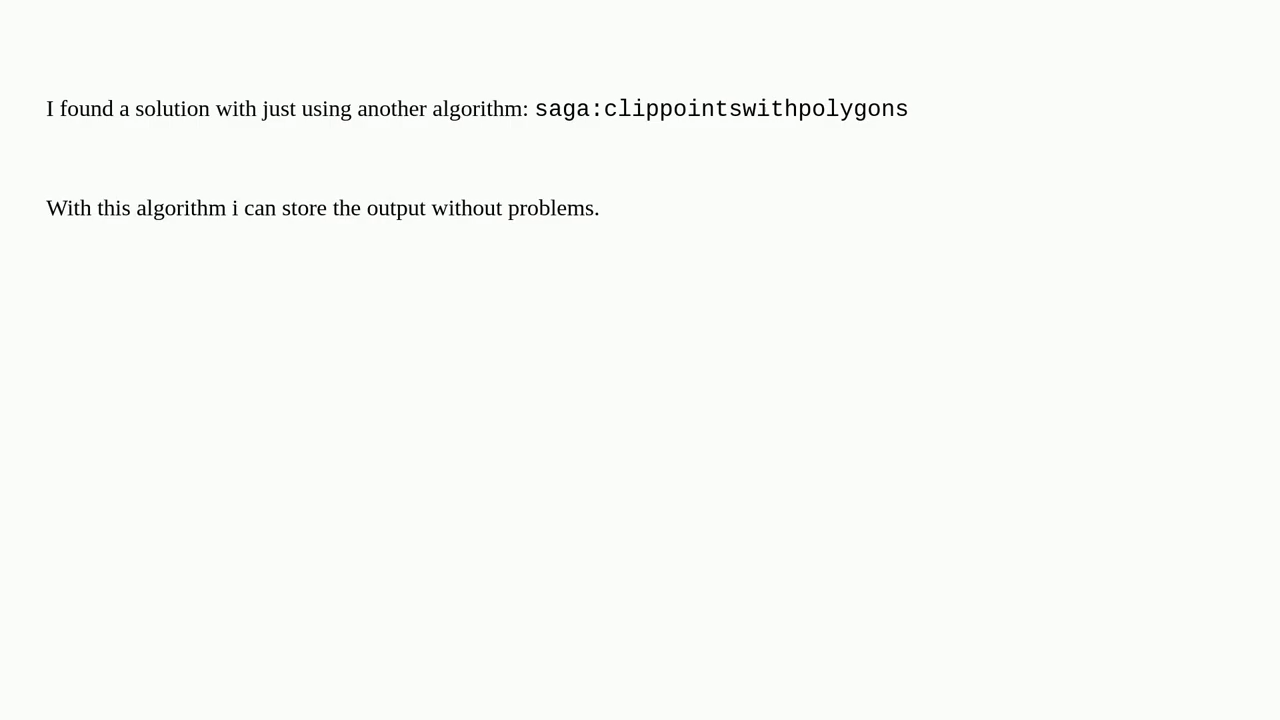 I found a solution with just using another algorithm: saga:clippointswithpolygons
With this algorithm i can store the output without problems.